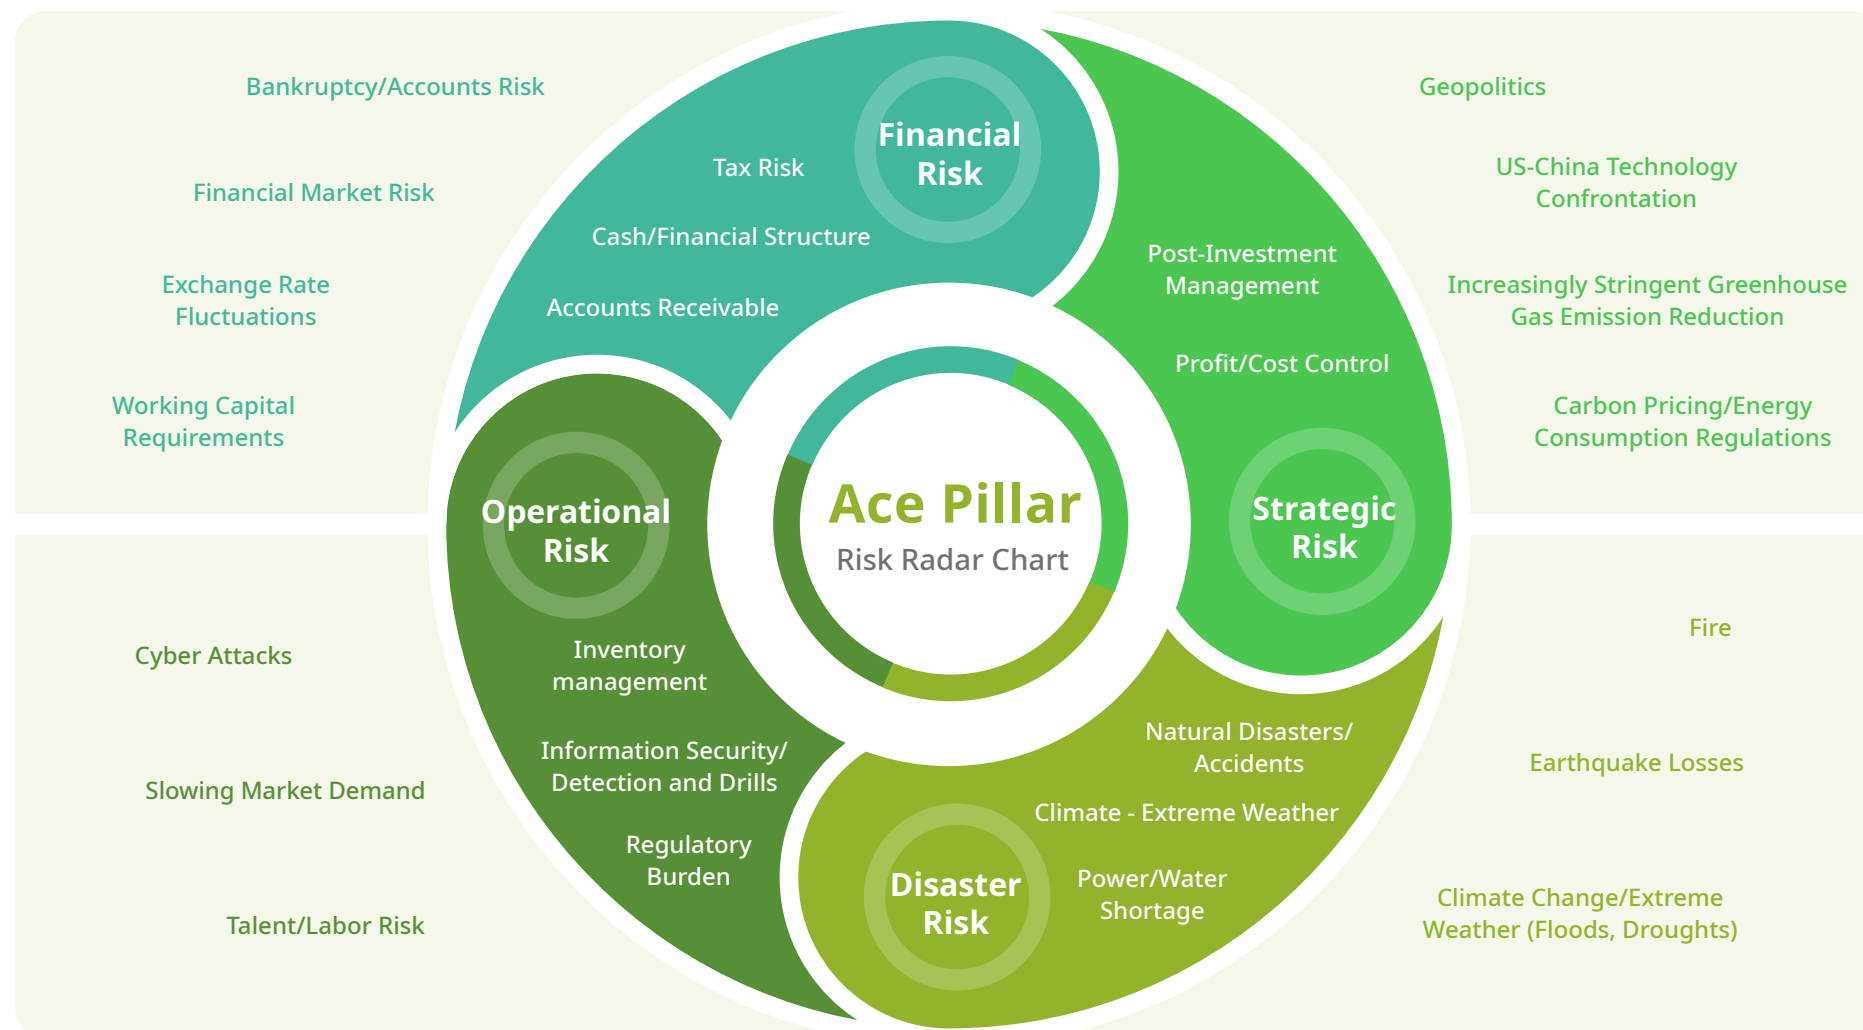 Bankruptcy/Accounts Risk
Financial Market Risk
Exchange Rate
Fluctuations
Working Capital
Requirements
Financial
Risk
Tax Risk
Cash/Financial Structure
Accounts Receivable
Geopolitics
US-China Technology
Confrontation
Increasingly Stringent Greenhouse
Gas Emission Reduction
Carbon Pricing/Energy
Consumption Regulations
Post-Investment
Management
Profit/Cost Control
Strategic
Risk
Ace Pillar
Risk Radar Chart
Operational
Risk
Inventory
management
Information Security/
Detection and Drills
Regulatory
Burden
Cyber Attacks
Slowing Market Demand
Talent/Labor Risk
Natural Disasters/
Accidents
Climate - Extreme Weather
Power/Water
Shortage
Disaster
Risk
Fire
Earthquake Losses
Climate Change/Extreme
Weather (Floods, Droughts)